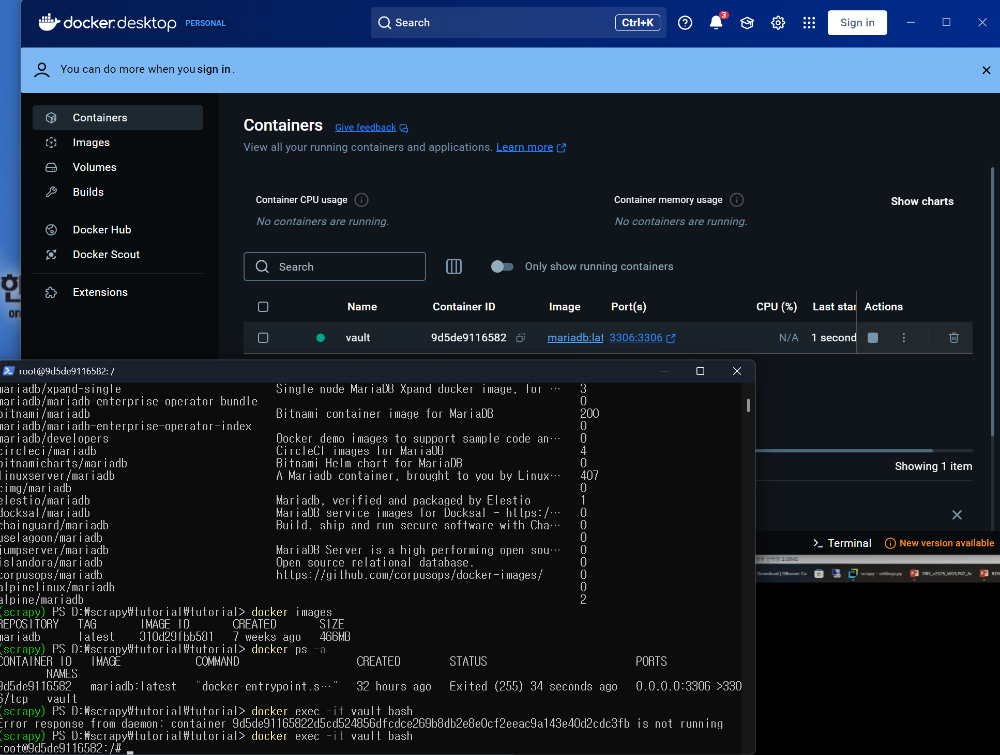 docker.desktop PERSONAL
Search Ctrl+K
3
Sign in
You can do more when you sign in .
Containers
Images
Volumes
Builds
Docker Hub
Docker Scout
Extensions
Containers Give feedback
View all your running containers and applications. Learn more
Container CPU usage
No containers are running.
Container memory usage
No containers are running.
Show charts
Search
Only show running containers
Name Container ID Image Port(s) CPU (%) Last star Actions
vault 9d5de9116582 mariadb:lat 3306:3306 N/A 1 second
Showing 1 item
Terminal New version available
항목 선택함 2.06MB
Download | DBeaver Co scrapy – settings.py DBS_v2025_W03,P02_Ac BDS
root@9d5de9116582: /
mariadb/xpand-single Single node MariaDB Xpand docker image, for … 3
mariadb/mariadb-enterprise-operator-bundle 0
bitnami/mariadb Bitnami container image for MariaDB 200
mariadb/mariadb-enterprise-operator-index 0
mariadb/developers Docker demo images to support sample code an… 0
circleci/mariadb CircleCI images for MariaDB 4
bitnamicharts/mariadb Bitnami Helm chart for MariaDB 0
linuxserver/mariadb A Mariadb container, brought to you by Linux… 407
cimg/mariadb 0
elestio/mariadb Mariadb, verified and packaged by Elestio 1
docksal/mariadb MariaDB service images for Docksal - https:/… 0
chainguard/mariadb Build, ship and run secure software with Cha… 0
uselagoon/mariadb 0
jumpserver/mariadb MariaDB Server is a high performing open sou… 0
islandora/mariadb Open source relational database. 0
corpusops/mariadb https://github.com/corpusops/docker-images/ 0
alpinelinux/mariadb 0
alpine/mariadb 2
(scrapy) PS D:₩scrapy₩tutorial₩tutorial> docker images
REPOSITORY TAG IMAGE ID CREATED SIZE
mariadb latest 310d29fbb581 7 weeks ago 466MB
(scrapy) PS D:₩scrapy₩tutorial₩tutorial> docker ps -a
CONTAINER ID IMAGE COMMAND CREATED STATUS PORTS
NAMES
9d5de9116582 mariadb:latest "docker-entrypoint.s…" 32 hours ago Exited (255) 34 seconds ago 0.0.0.0:3306->330
6/tcp vault
(scrapy) PS D:₩scrapy₩tutorial₩tutorial> docker exec -it vault bash
Error response from daemon: container 9d5de91165822d5cd524856dfcdce269b8db2e8e0cf2eeac9a143e40d2cdc3fb is not running
(scrapy) PS D:₩scrapy₩tutorial₩tutorial> docker exec -it vault bash
root@9d5de9116582:/#